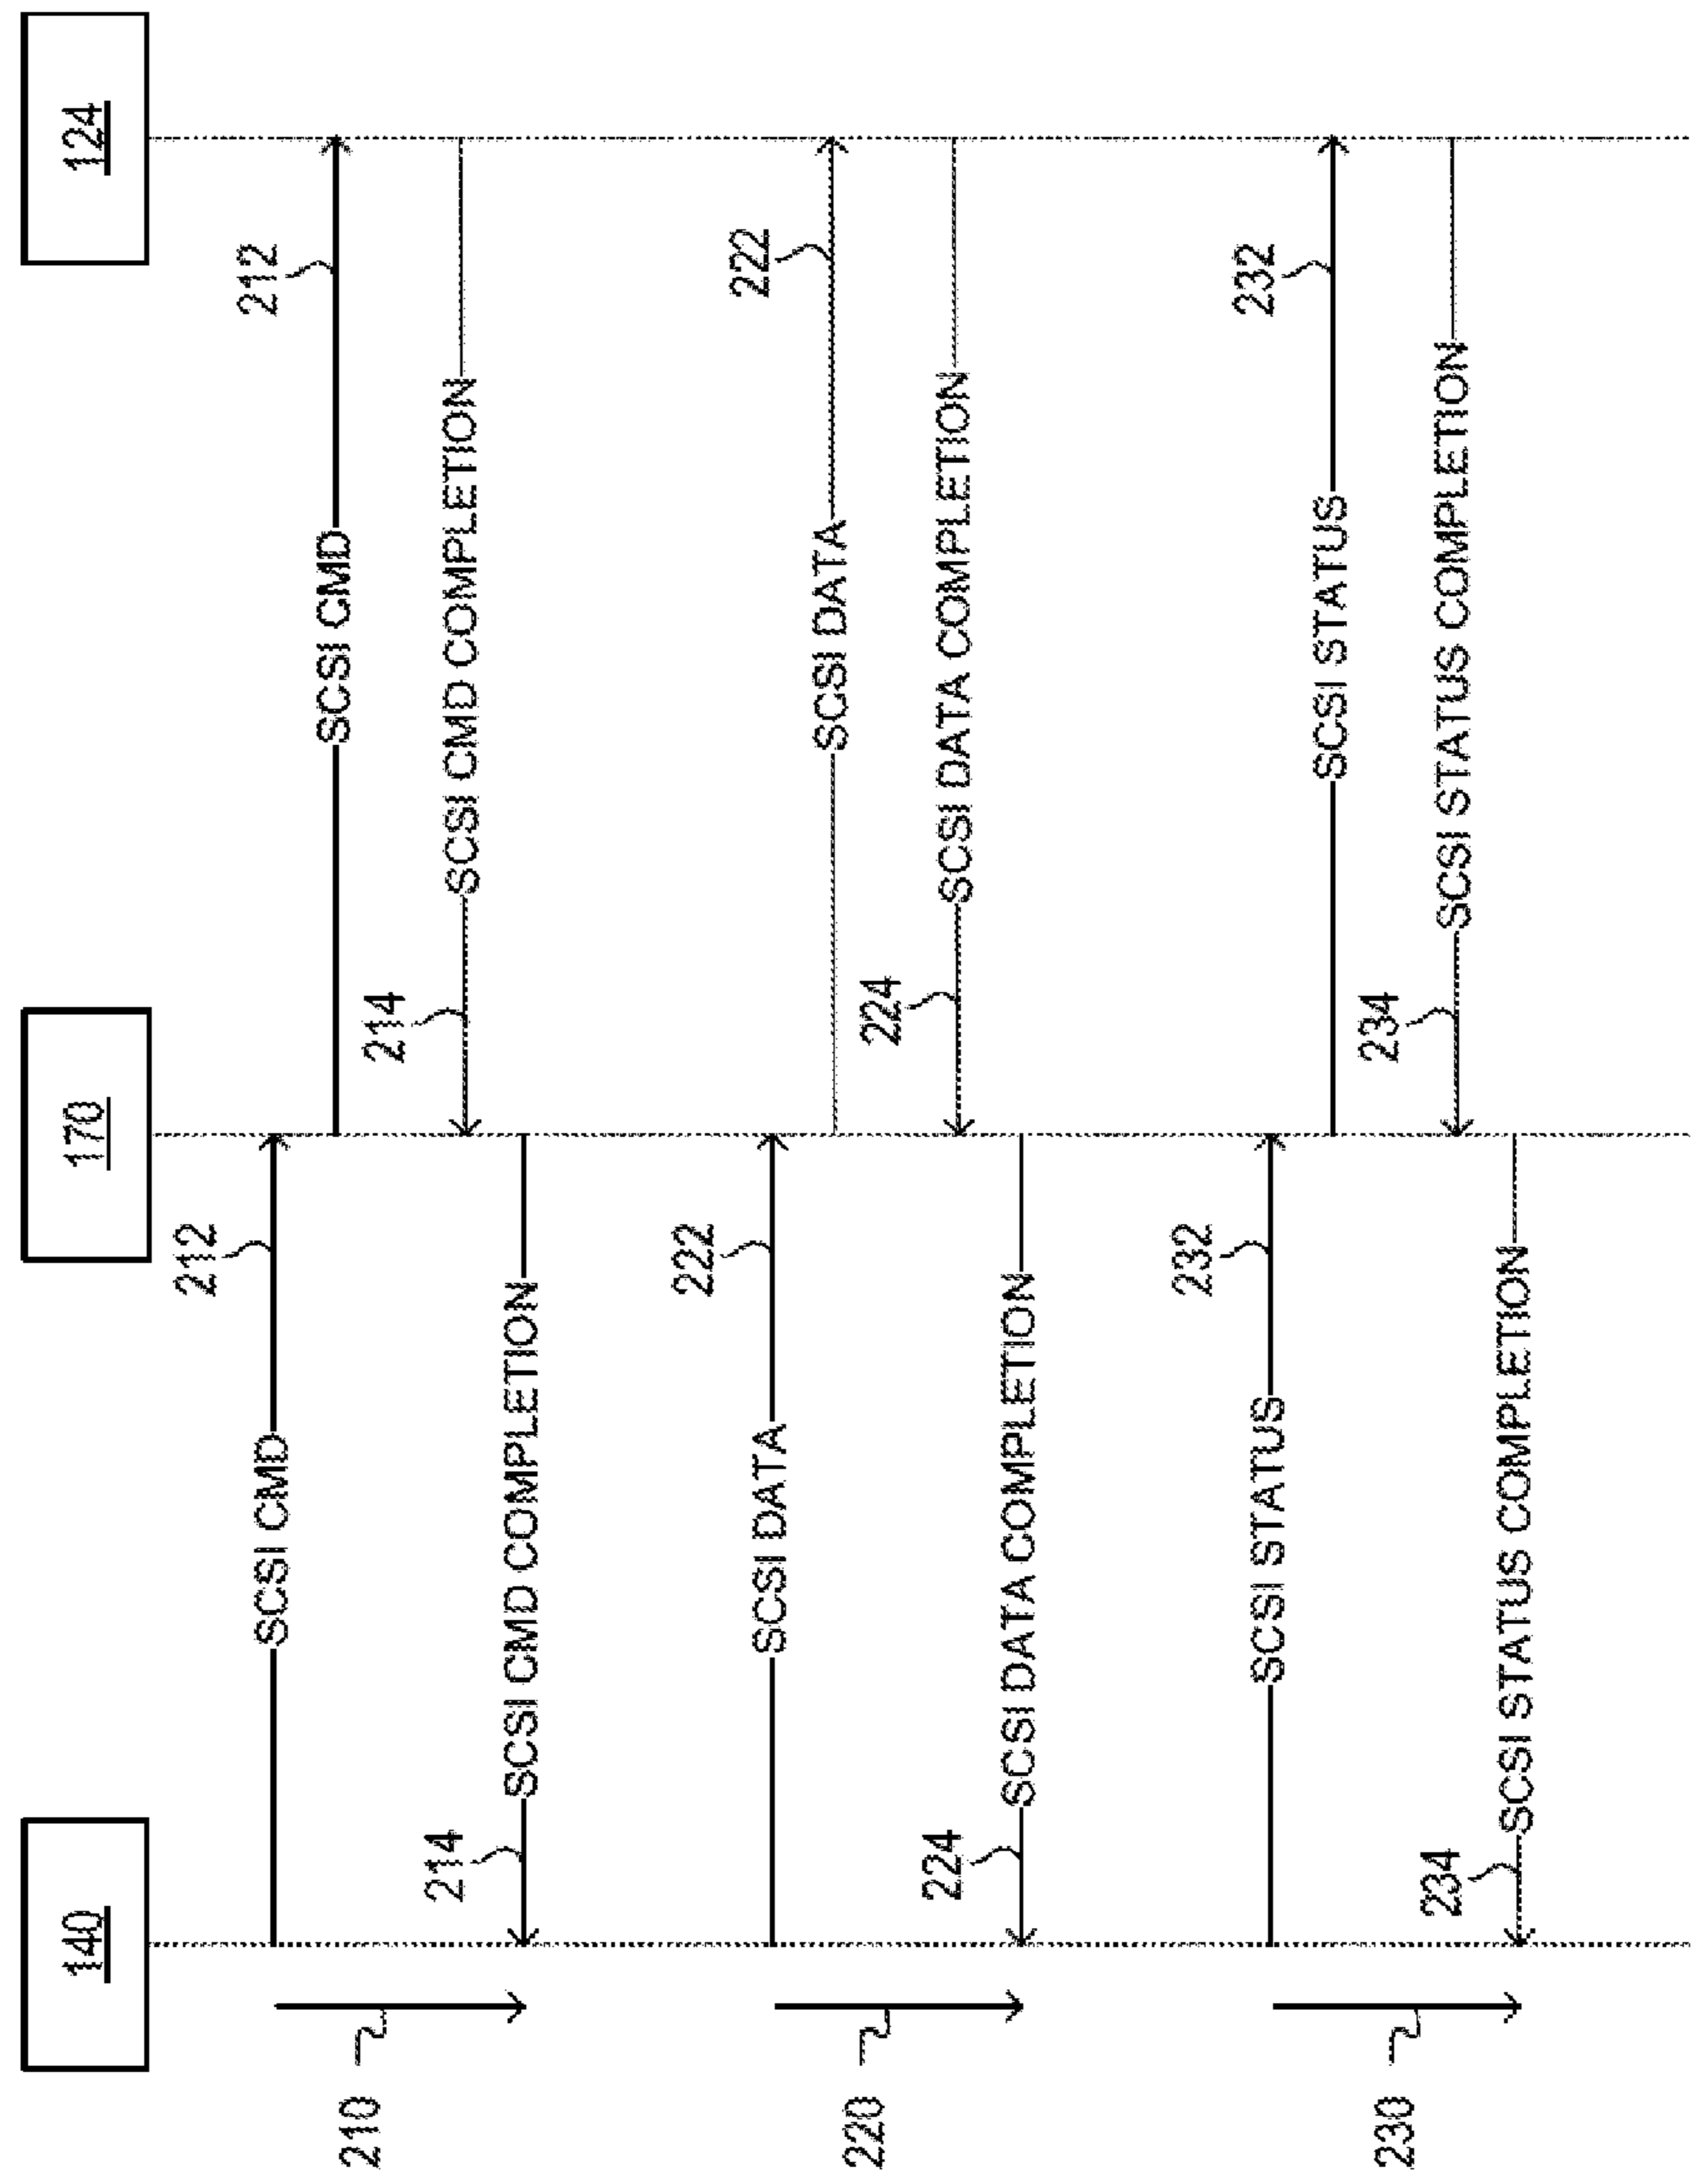 140
170
124
212
SCSI CMD
212
SCSI CMD
214
SCSI CMD COMPLETION
210
214
SCSI CMD COMPLETION
222
SCSI DATA
222
SCSI DATA
224
SCSI DATA COMPLETION
220
224
SCSI DATA COMPLETION
232
SCSI STATUS
232
SCSI STATUS
234
SCSI STATUS COMPLETION
230
234
SCSI STATUS COMPLETION